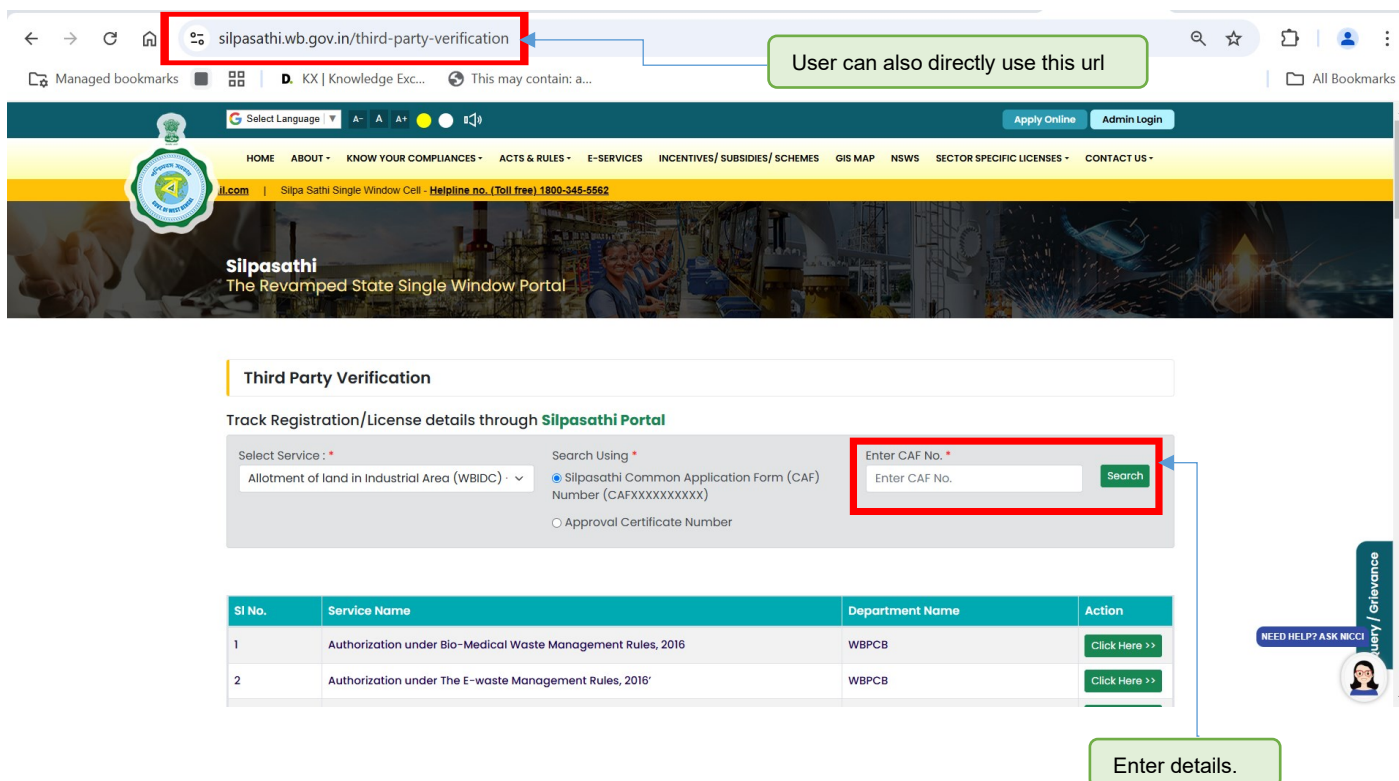 silpasathi.wb.gov.in/third-party-verification
User can also directly use this url
Managed bookmarks
D. KX | Knowledge Exc...
This may contain: a...
All Bookmarks
G Select Language ▼
A- A A+
Apply Online
Admin Login
HOME ABOUT KNOW YOUR COMPLIANCES ACTS & RULES E-SERVICES INCENTIVES/ SUBSIDIES/ SCHEMES GIS MAP NSWS SECTOR SPECIFIC LICENSES CONTACT US
il.com | Silpa Sathi Single Window Cell - Helpline no. (Toll free) 1800-345-5562
Silpasathi
The Revamped State Single Window Portal
Third Party Verification
Track Registration/License details through Silpasathi Portal
Select Service : *
Search Using *
Enter CAF No. *
Allotment of land in Industrial Area (WBIDC) ·
Silpasathi Common Application Form (CAF)
Number (CAFXXXXXXXXXX)
Enter CAF No.
Search
Approval Certificate Number
SI No. Service Name Department Name Action
1 Authorization under Bio-Medical Waste Management Rules, 2016 WBPCB Click Here >>
2 Authorization under The E-waste Management Rules, 2016’ WBPCB Click Here >>
Query / Grievance
NEED HELP? ASK NICCI
Enter details.